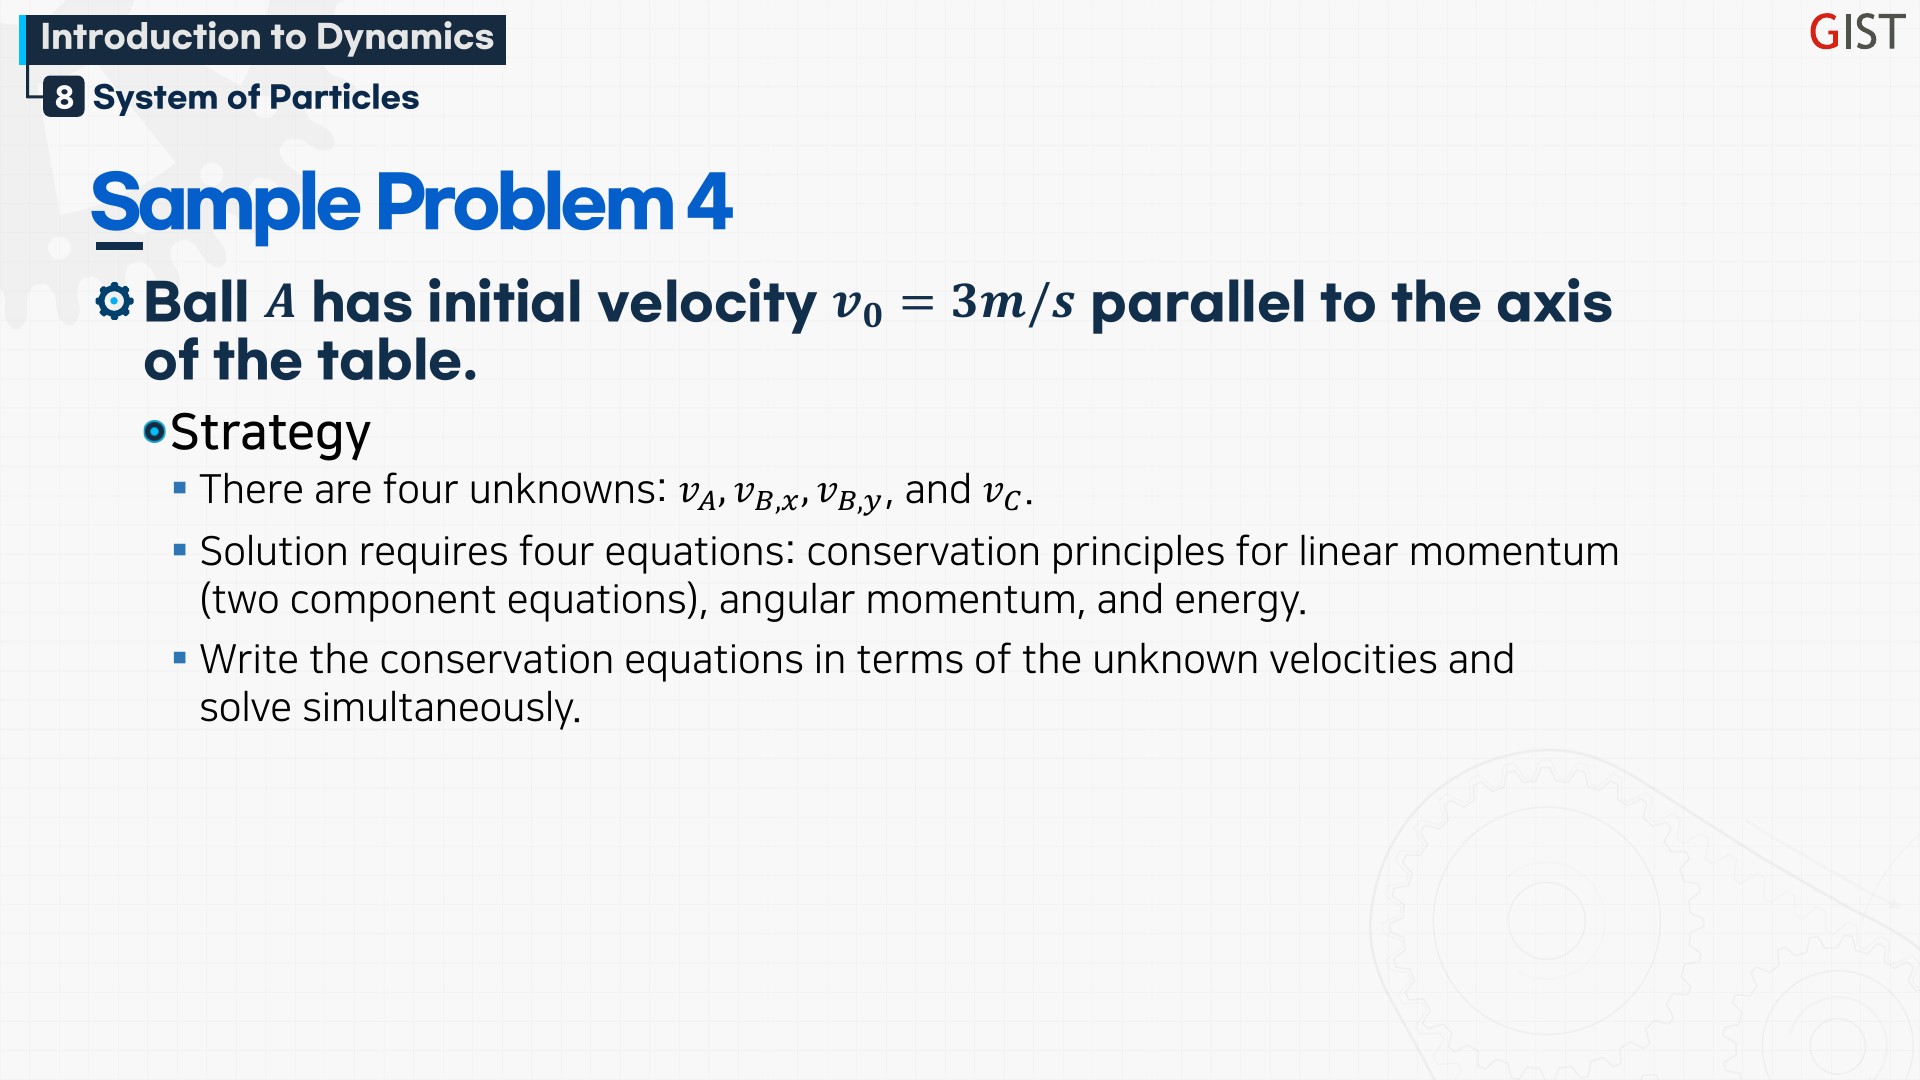 Introduction to Dynamics
GIST
8 System of Particles
Sample Problem 4
Ball A has initial velocity v₀ = 3m/s parallel to the axis
of the table.
Strategy
There are four unknowns: v_A, v_{B,x}, v_{B,y}, and v_C.
Solution requires four equations: conservation principles for linear momentum
(two component equations), angular momentum, and energy.
Write the conservation equations in terms of the unknown velocities and
solve simultaneously.